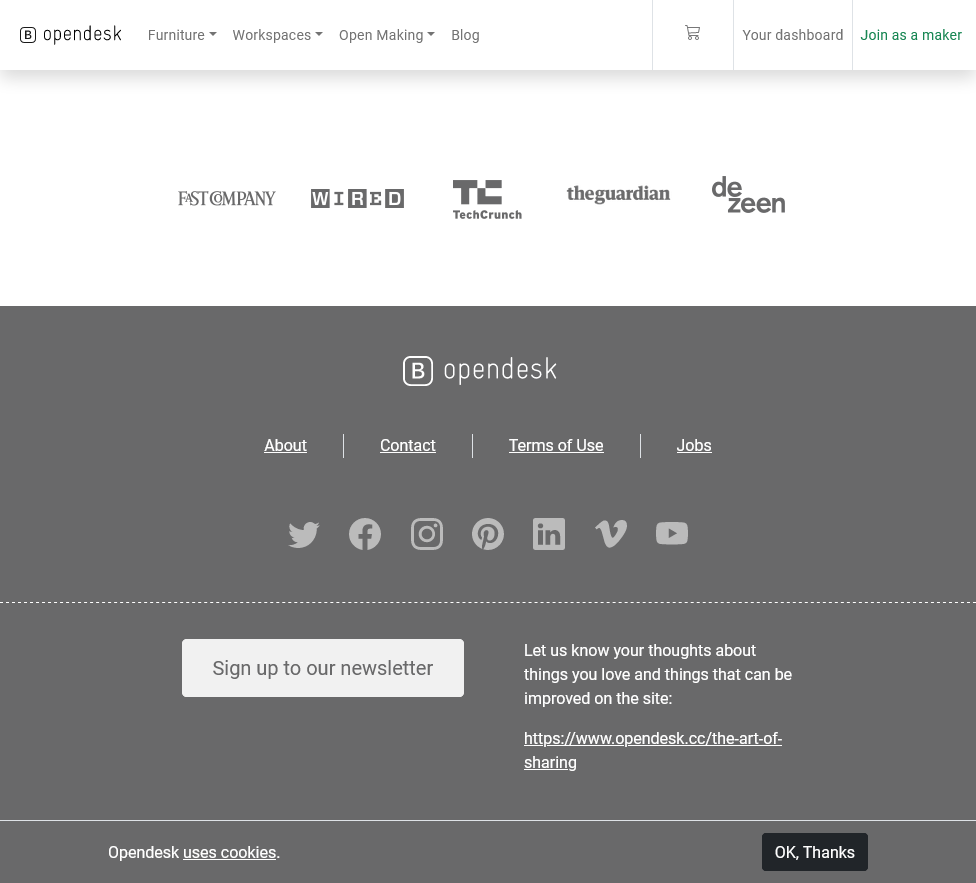 opendesk
Furniture Workspaces Open Making Blog
Your dashboard Join as a maker
FAST COMPANY
WIRED
TC
TechCrunch
theguardian
de
zeen
B opendesk
About Contact Terms of Use Jobs
Sign up to our newsletter
Let us know your thoughts about
things you love and things that can be
improved on the site:
https://www.opendesk.cc/the-art-of-
sharing
Opendesk uses cookies.
OK, Thanks